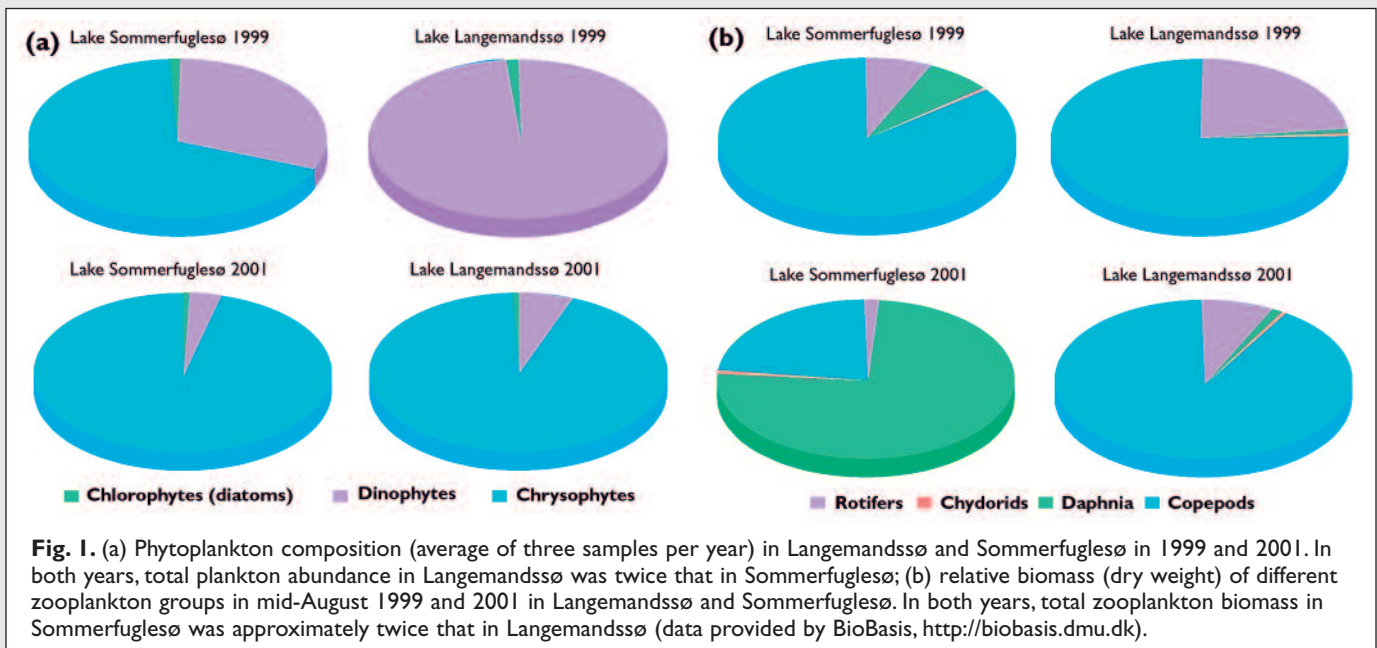 (a) Lake Sommerfuglesø 1999
Lake Langemandssø 1999
Lake Sommerfuglesø 2001
Lake Langemandssø 2001
Chlorophytes (diatoms) Dinophytes Chrysophytes
(b) Lake Sommerfuglesø 1999
Lake Langemandssø 1999
Lake Sommerfuglesø 2001
Lake Langemandssø 2001
Rotifers Chydorids Daphnia Copepods
Fig. 1. (a) Phytoplankton composition (average of three samples per year) in Langemandssø and Sommerfuglesø in 1999 and 2001. In
both years, total plankton abundance in Langemandssø was twice that in Sommerfuglesø; (b) relative biomass (dry weight) of different
zooplankton groups in mid-August 1999 and 2001 in Langemandssø and Sommerfuglesø. In both years, total zooplankton biomass in
Sommerfuglesø was approximately twice that in Langemandssø (data provided by BioBasis, http://biobasis.dmu.dk).